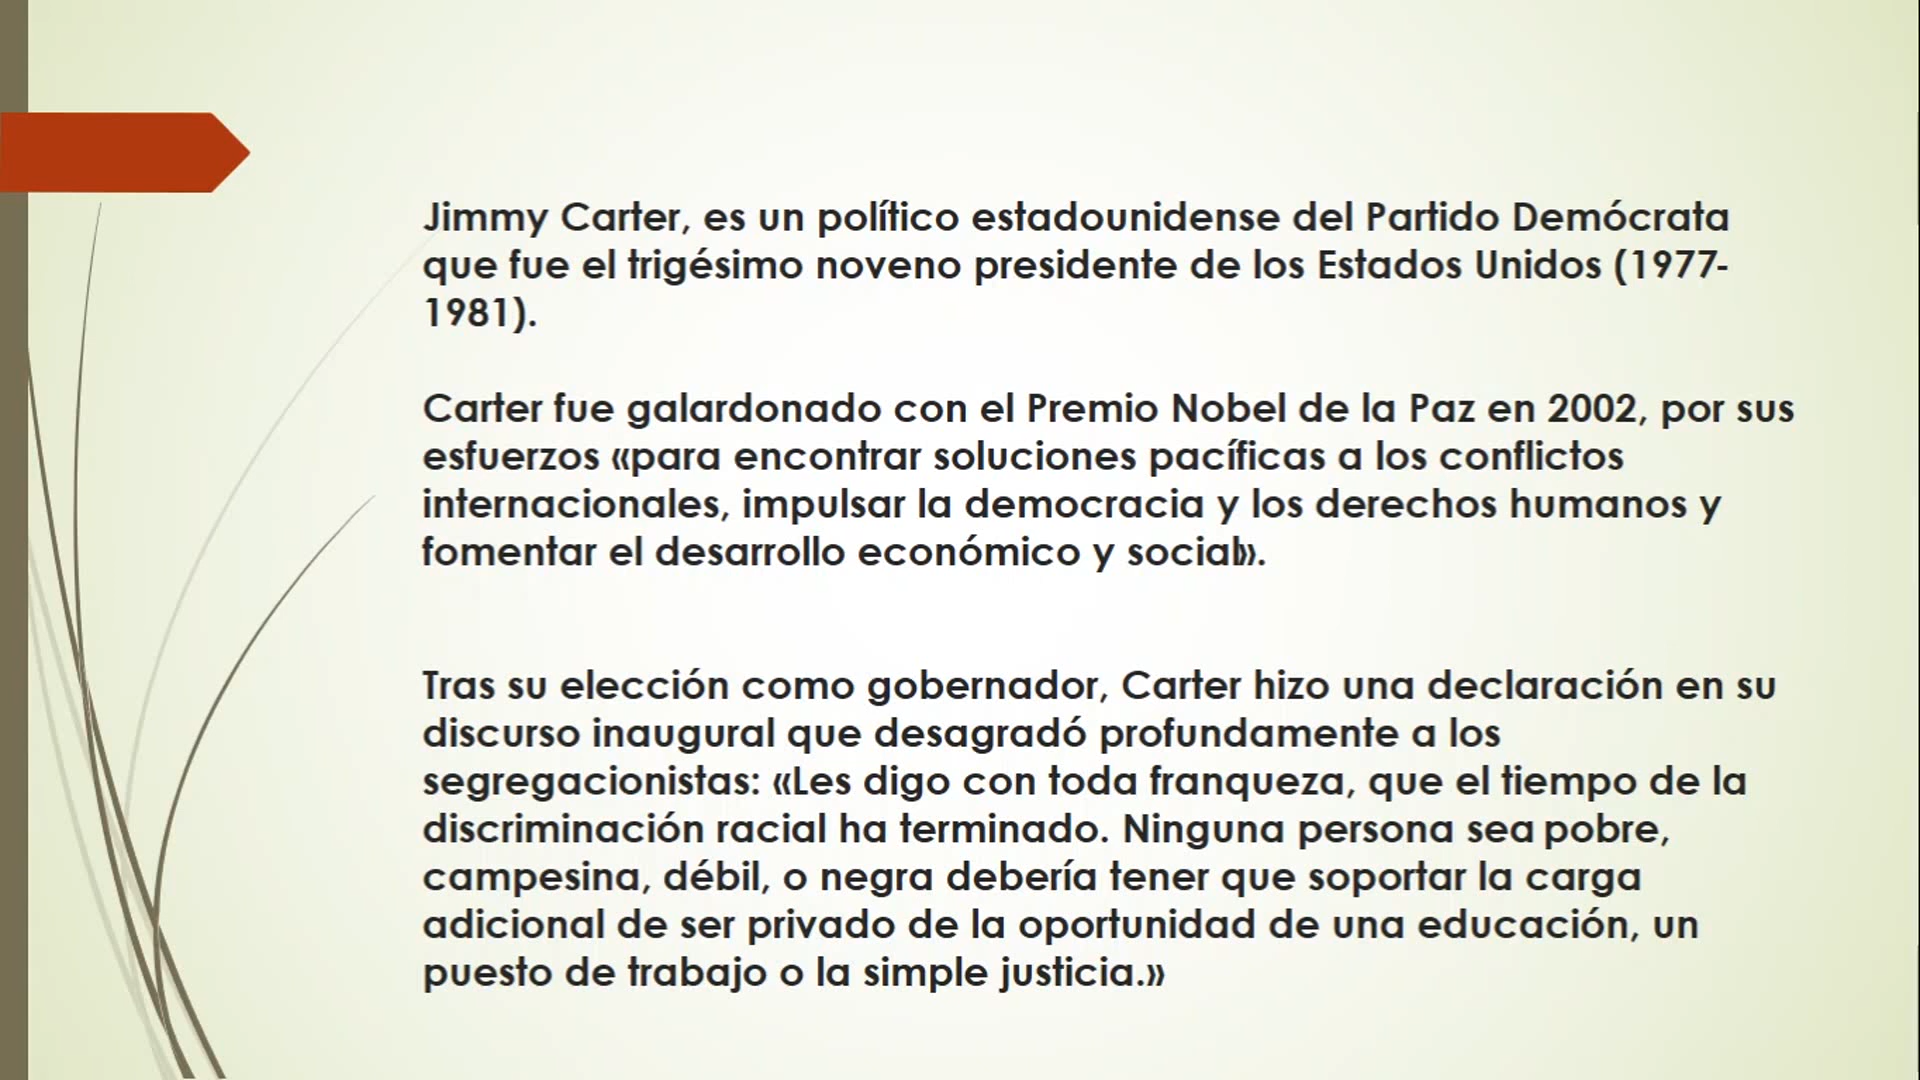 Jimmy Carter, es un político estadounidense del Partido Demócrata
que fue el trigésimo noveno presidente de los Estados Unidos (1977-
1981).
Carter fue galardonado con el Premio Nobel de la Paz en 2002, por sus
esfuerzos «para encontrar soluciones pacíficas a los conflictos
internacionales, impulsar la democracia y los derechos humanos y
fomentar el desarrollo económico y social».
Tras su elección como gobernador, Carter hizo una declaración en su
discurso inaugural que desagradó profundamente a los
segregacionistas: «Les digo con toda franqueza, que el tiempo de la
discriminación racial ha terminado. Ninguna persona sea pobre,
campesina, débil, o negra debería tener que soportar la carga
adicional de ser privado de la oportunidad de una educación, un
puesto de trabajo o la simple justicia.»